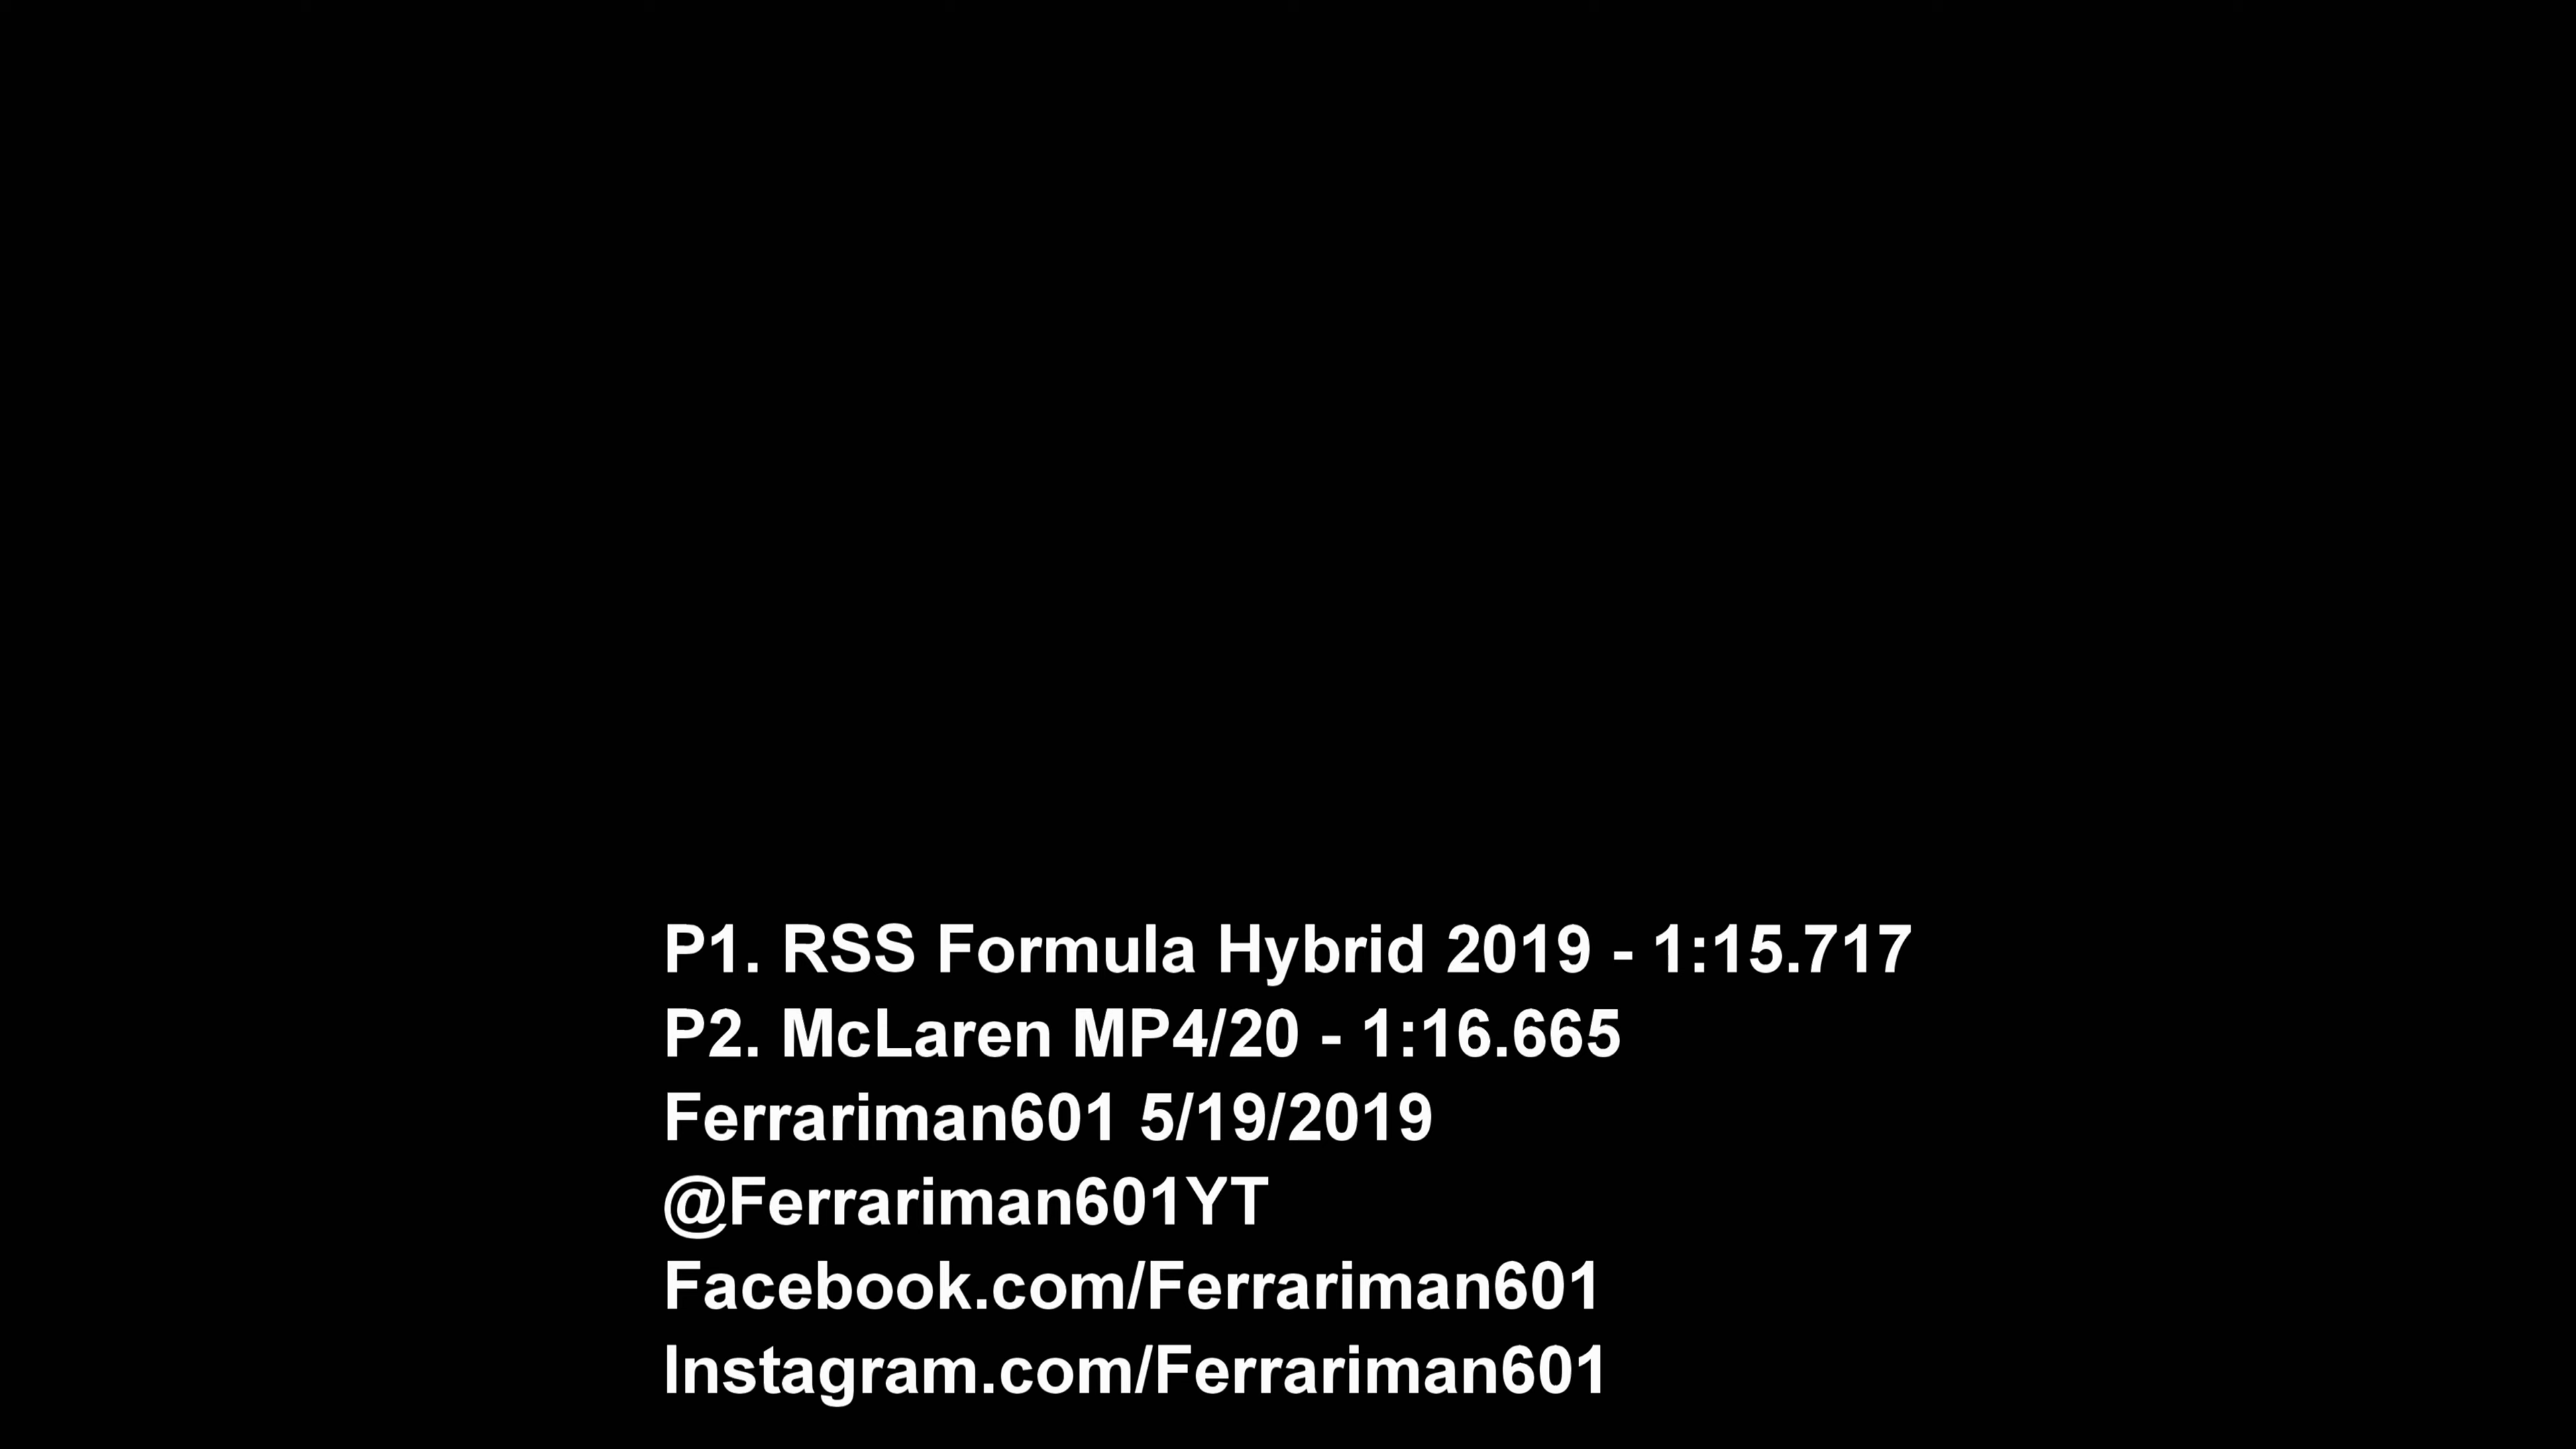 P1. RSS Formula Hybrid 2019 - 1:15.717
P2. McLaren MP4/20 - 1:16.665
Ferrariman601 5/19/2019
@Ferrariman601YT
Facebook.com/Ferrariman601
Instagram.com/Ferrariman601